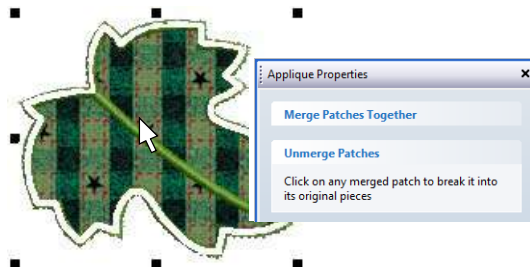 Applique Properties
Merge Patches Together
Unmerge Patches
Click on any merged patch to break it into
its original pieces